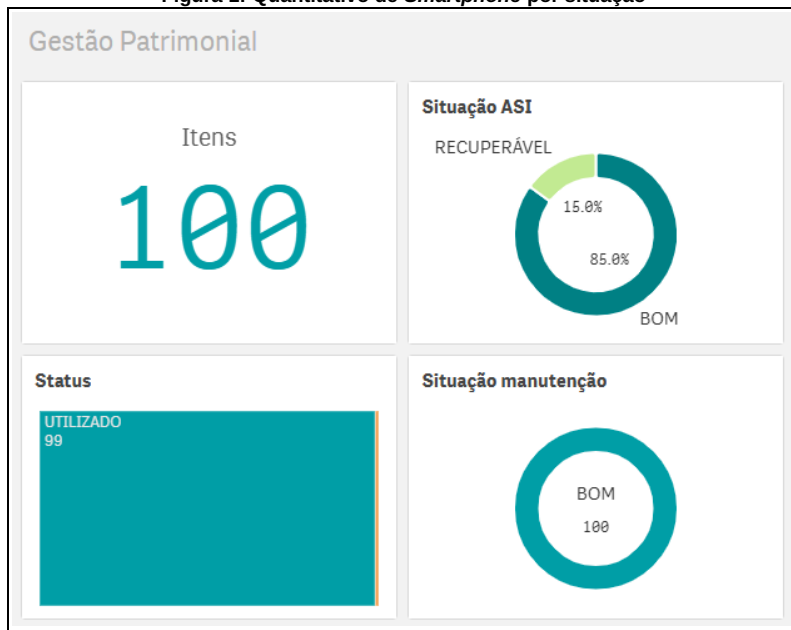 Gestão Patrimonial
Itens
100
Situação ASI
RECUPERÁVEL
15.0%
85.0%
BOM
Status
UTILIZADO
99
Situação manutenção
BOM
100